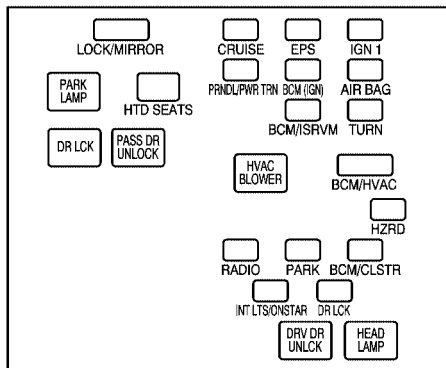 LOCK/MIRROR
CRUISE EPS IGN 1
PARK
LAMP
HTD SEATS
PRNDL/PWR TRN BCM (IGN) AIR BAG
BCM/ISRVM TURN
DR LCK
PASS DR
UNLOCK
HVAC
BLOWER
BCM/HVAC
HZRD
RADIO PARK BCM/CLSTR
INT LTS/ONSTAR DR LCK
DRV DR
UNLCK
HEAD
LAMP